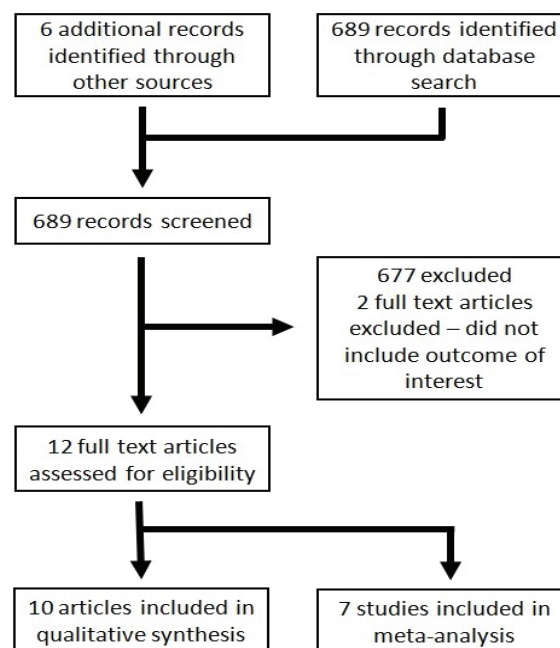 6 additional records
identified through
other sources
689 records identified
through database
search
689 records screened
677 excluded
2 full text articles
excluded – did not
include outcome of
interest
12 full text articles
assessed for eligibility
10 articles included in
qualitative synthesis
7 studies included in
meta-analysis